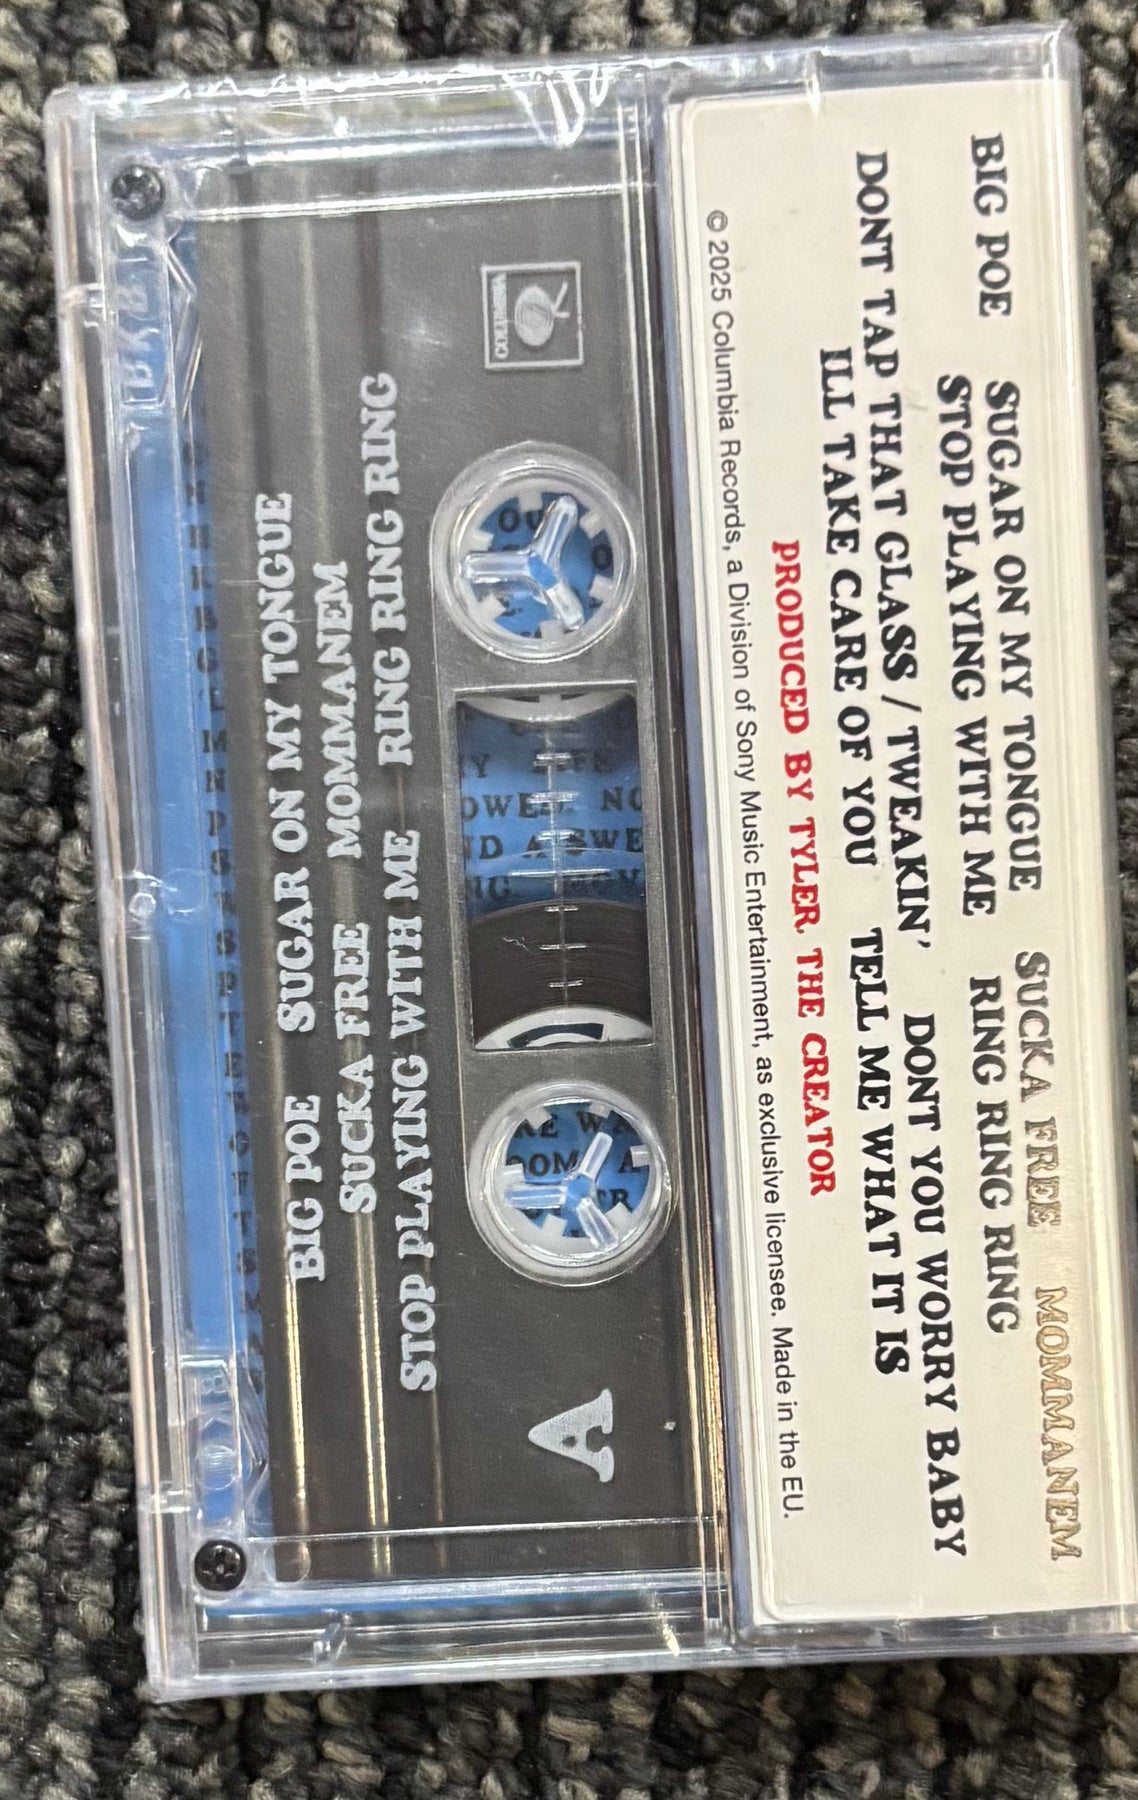 BIG POE SUGAR ON MY TONGUE SUCKA FREE MOMMANEM
STOP PLAYING WITH ME RING RING RING
DONT TAP THAT GLASS / TWEAKIN' DONT YOU WORRY BABY
ILL TAKE CARE OF YOU TELL ME WHAT IT IS
PRODUCED BY TYLER, THE CREATOR
© 2025 Columbia Records, a Division of Sony Music Entertainment, as exclusive licensee. Made in the EU.
COLUMBIA
A
BIG POE SUGAR ON MY TONGUE
SUCKA FREE MOMMANEM
STOP PLAYING WITH ME RING RING RING